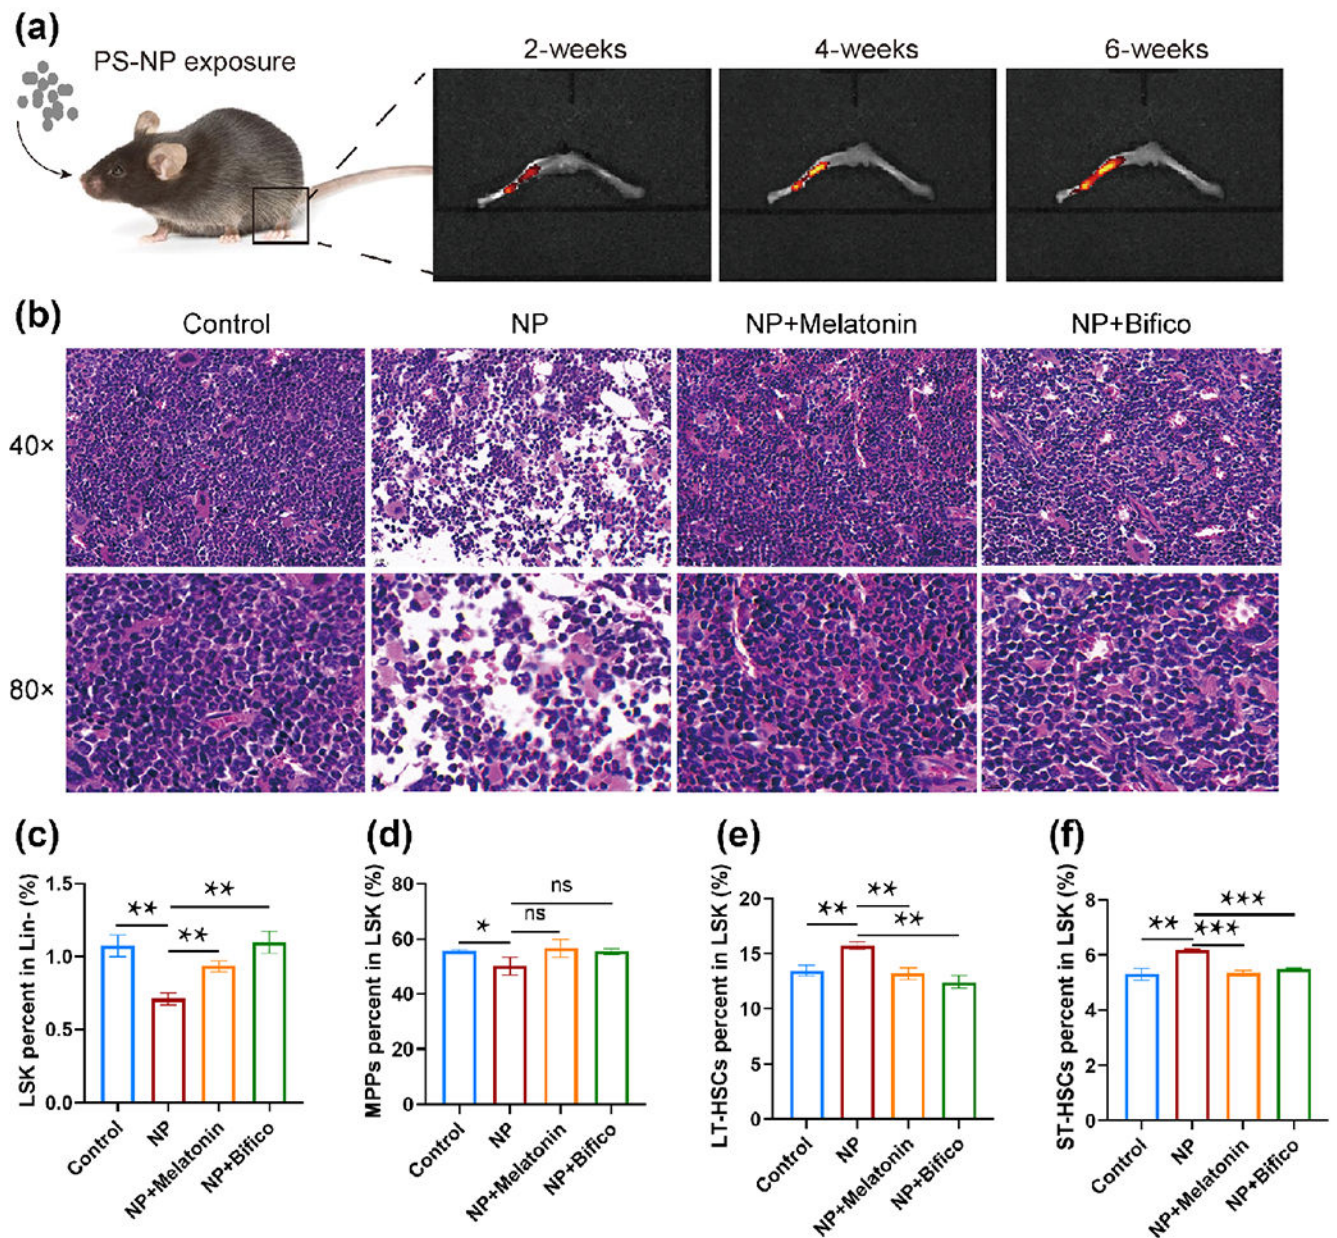 (a)
PS-NP exposure
2-weeks
4-weeks
6-weeks
(b)
Control
NP
NP+Melatonin
NP+Bifico
40×
80×
(c)
LSK percent in Lin- (%)
1.5
1.0
0.5
0.0
**
**
**
Control
NP
NP+Melatonin
NP+Bifico
(d)
MPPs percent in LSK (%)
80
60
40
20
0
ns
ns
*
Control
NP
NP+Melatonin
NP+Bifico
(e)
LT-HSCs percent in LSK (%)
20
15
10
5
0
**
**
**
Control
NP
NP+Melatonin
NP+Bifico
(f)
ST-HSCs percent in LSK (%)
8
6
4
2
0
***
**
***
Control
NP
NP+Melatonin
NP+Bifico